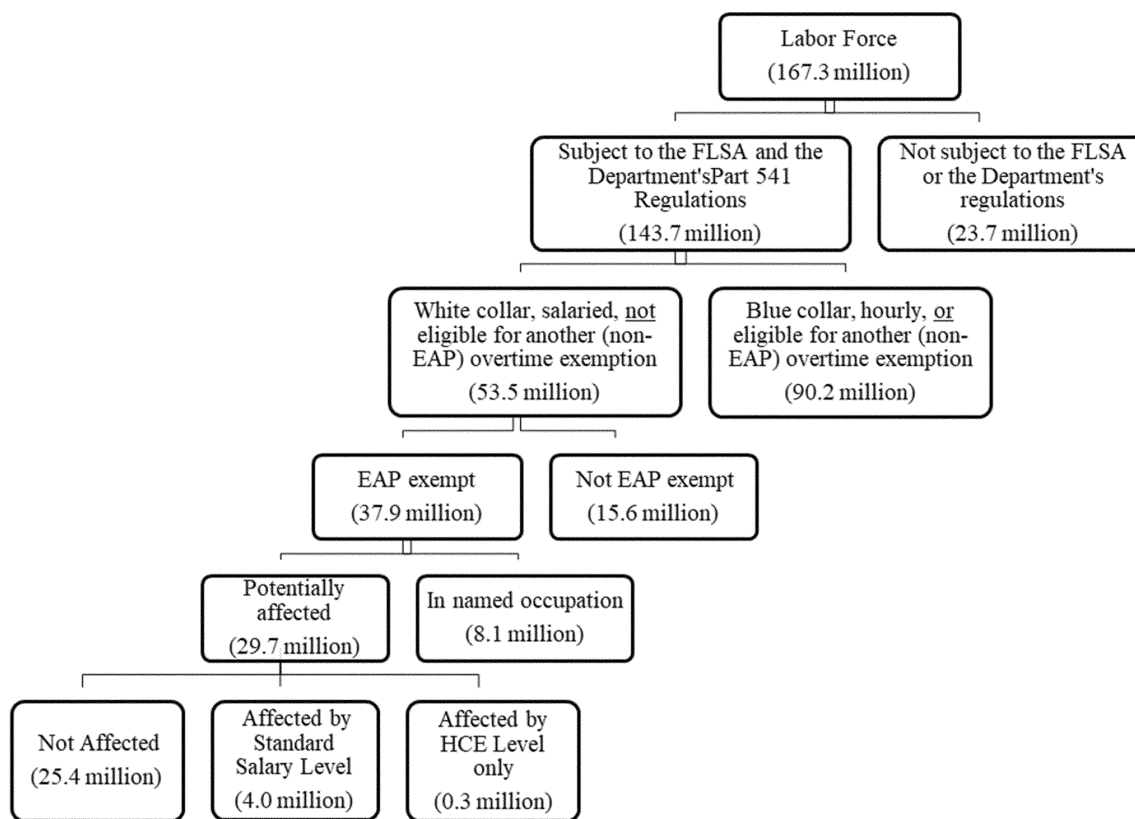 Labor Force
(167.3 million)
Subject to the FLSA and the
Department'sPart 541
Regulations
(143.7 million)
Not subject to the FLSA
or the Department's
regulations
(23.7 million)
White collar, salaried, not
eligible for another (non-
EAP) overtime exemption
(53.5 million)
Blue collar, hourly, or
eligible for another (non-
EAP) overtime exemption
(90.2 million)
EAP exempt
(37.9 million)
Not EAP exempt
(15.6 million)
Potentially
affected
(29.7 million)
In named occupation
(8.1 million)
Not Affected
(25.4 million)
Affected by
Standard
Salary Level
(4.0 million)
Affected by
HCE Level
only
(0.3 million)